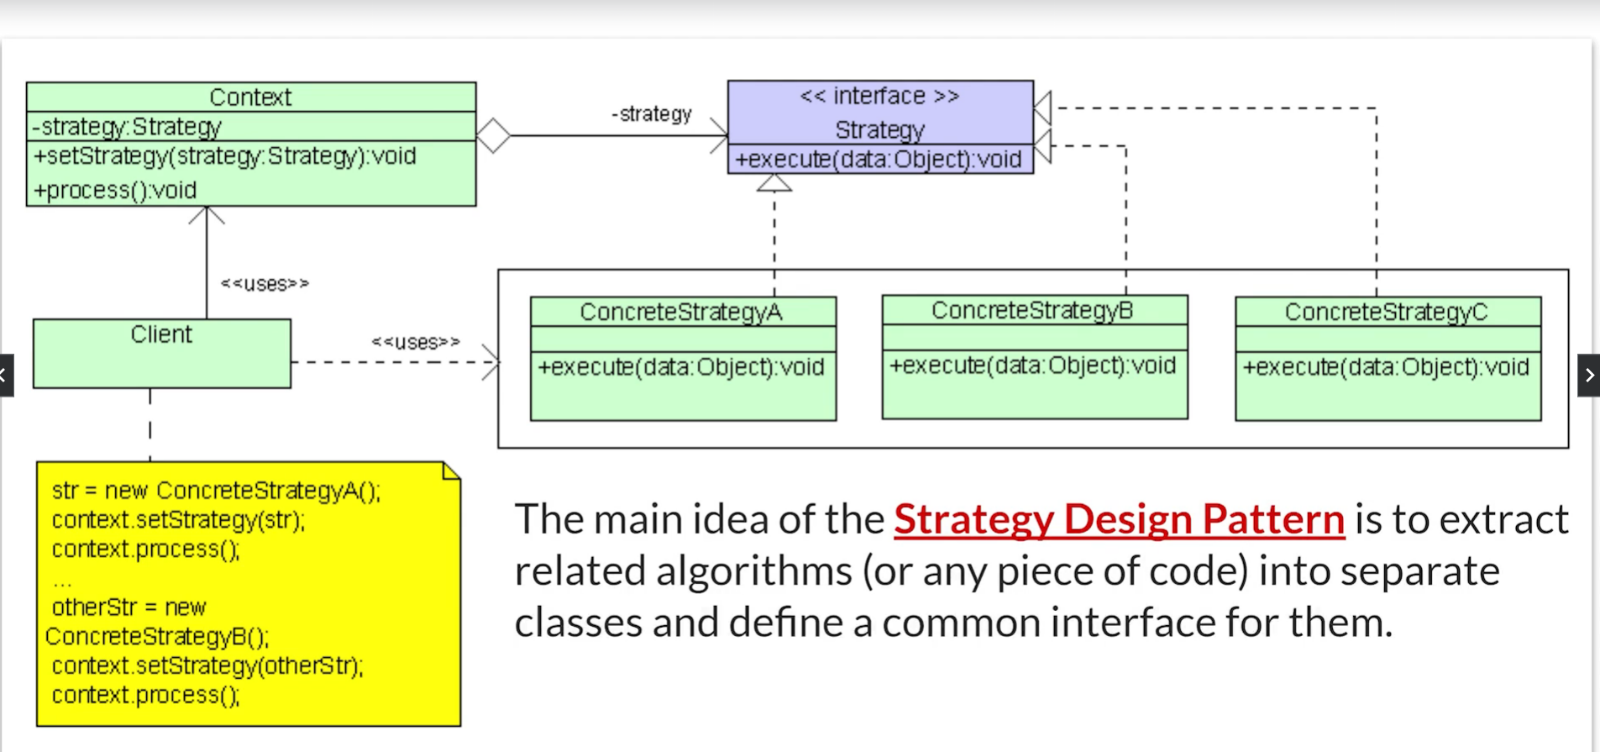 Context
-strategy:Strategy
+setStrategy(strategy:Strategy):void
+process():void
-strategy
<< interface >>
Strategy
+execute(data:Object):void
<<uses>>
Client
<<uses>>
ConcreteStrategyA
+execute(data:Object):void
ConcreteStrategyB
+execute(data:Object):void
ConcreteStrategyC
+execute(data:Object):void
str = new ConcreteStrategyA();
context.setStrategy(str);
context.process();
...
otherStr = new
ConcreteStrategyB();
context.setStrategy(otherStr);
context.process();
The main idea of the Strategy Design Pattern is to extract
related algorithms (or any piece of code) into separate
classes and define a common interface for them.